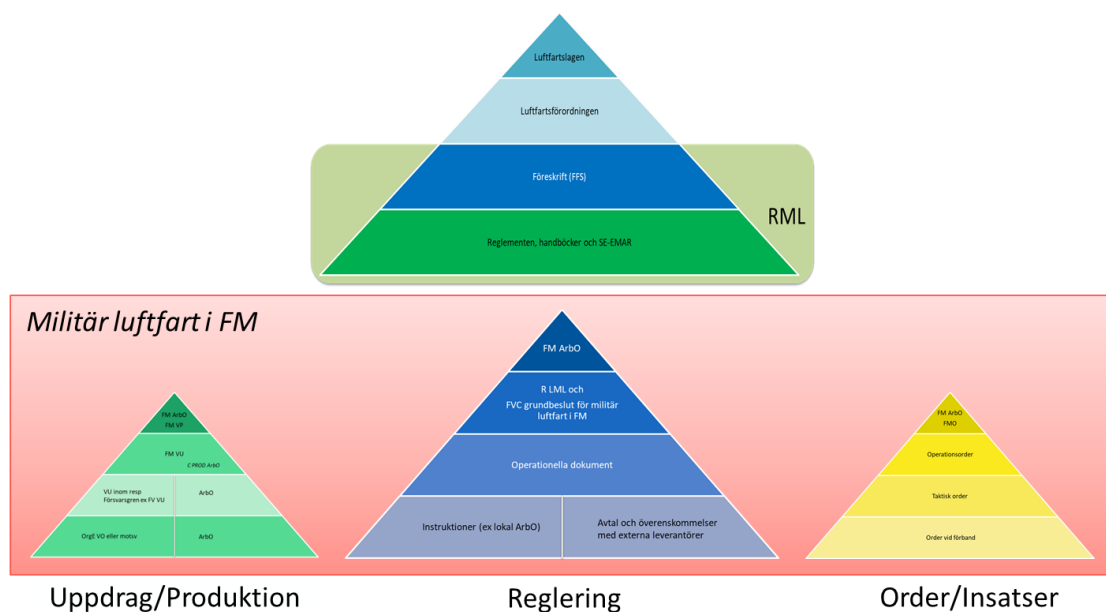 Luftfartslagen
Luftfartsförordningen
Föreskrift (FFS)
RML
Reglementen, handböcker och SE-EMAR
Militär luftfart i FM
FM ArbO
FM VP
FM VU
C PROD ArbO
VU inom resp
Försvarsgren ex FV VU
ArbO
OrgE VO eller motsv
ArbO
FM ArbO
R LML och
FVC grundbeslut för militär
luftfart i FM
Operationella dokument
Instruktioner (ex lokal ArbO)
Avtal och överenskommelser
med externa leverantörer
FM ArbO
FMO
Operationsorder
Taktisk order
Order vid förband
Uppdrag/Produktion
Reglering
Order/Insatser